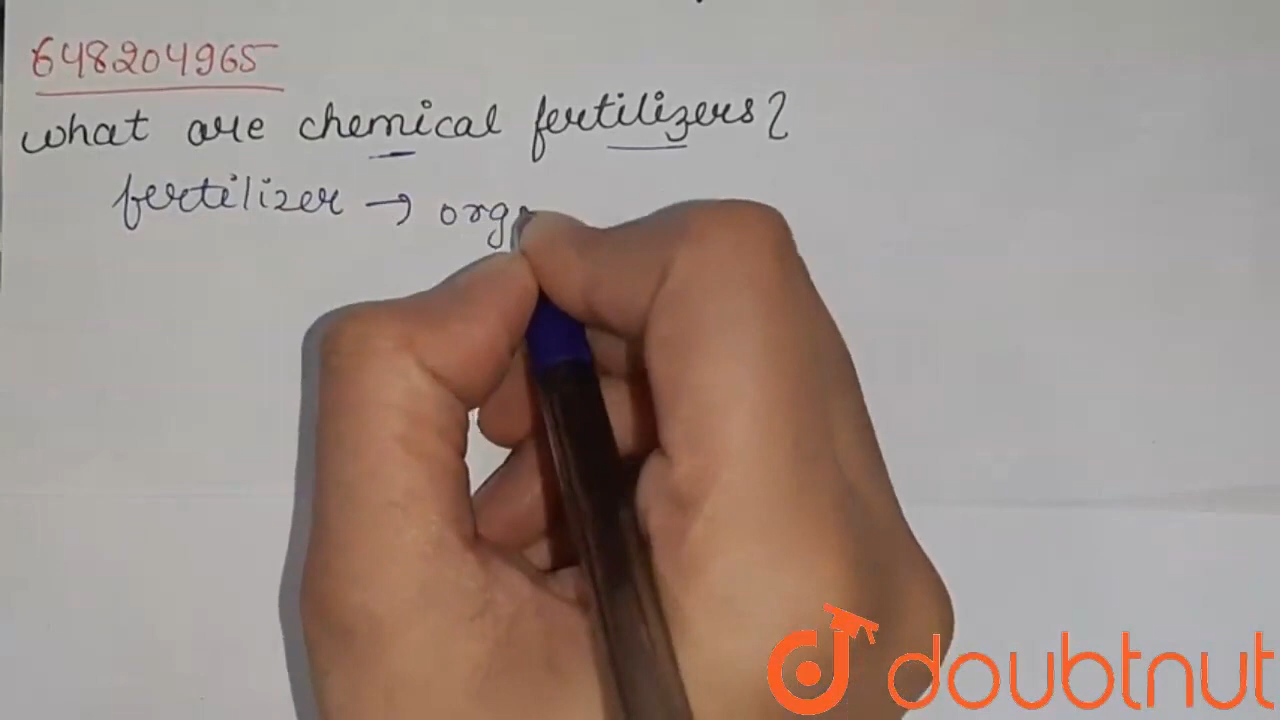 648204965
what are chemical fertilizers?
fertilizer → org
doubtnut